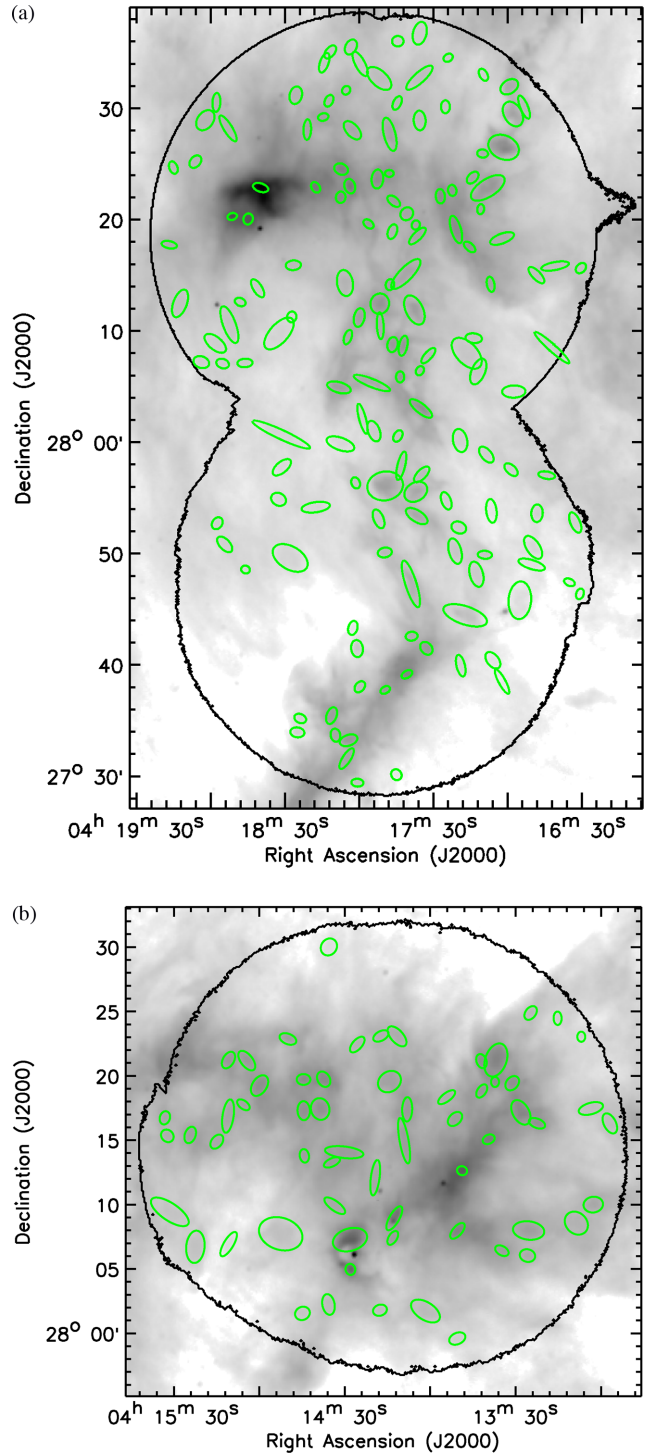 (a)
30
20
10
28° 00'
50
40
27° 30'
Declination (J2000)
04ʰ 19ᵐ 30ˢ 18ᵐ 30ˢ 17ᵐ 30ˢ 16ᵐ 30ˢ
Right Ascension (J2000)
(b)
30
25
20
15
10
05
28° 00'
Declination (J2000)
04ʰ 15ᵐ 30ˢ 14ᵐ 30ˢ 13ᵐ 30ˢ
Right Ascension (J2000)